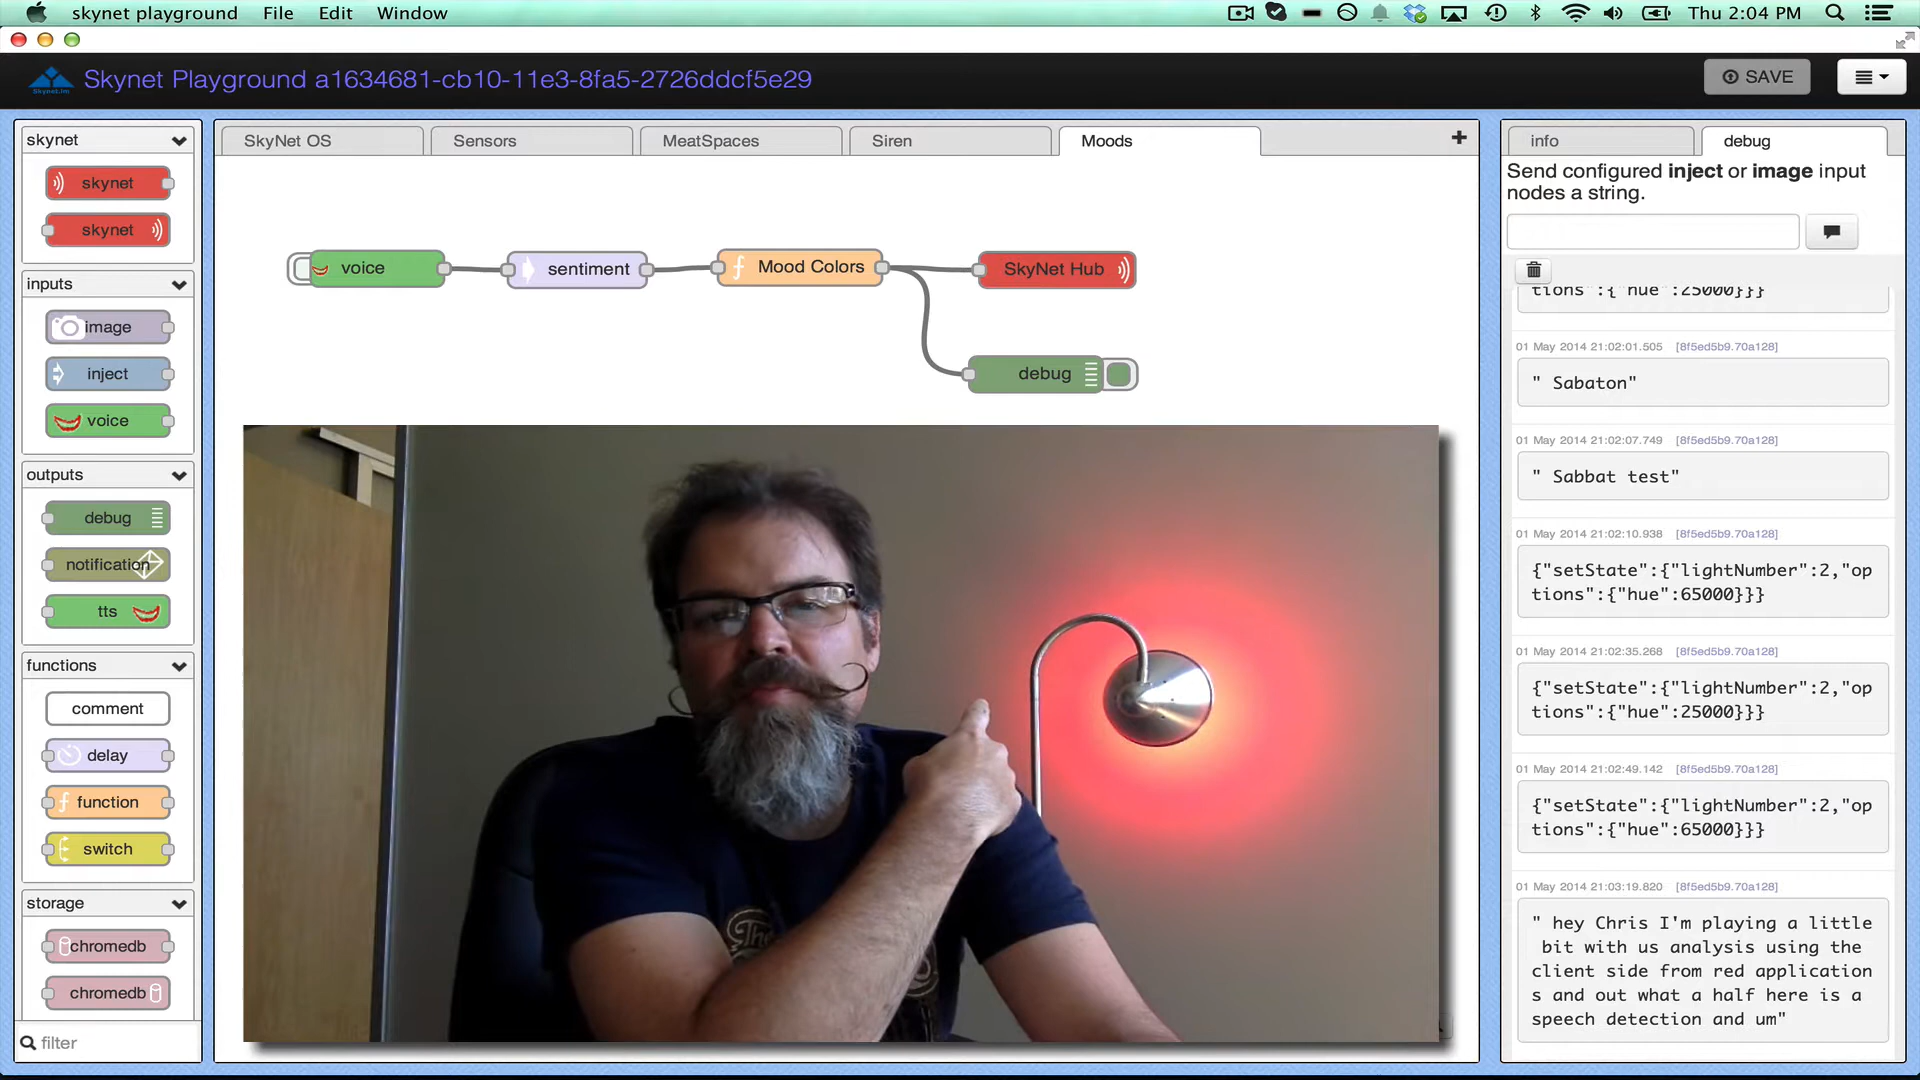 skynet playground File Edit Window Thu 2:04 PM
Skynet.im
Skynet Playground a1634681-cb10-11e3-8fa5-2726ddcf5e29
SAVE
skynet
skynet
skynet
inputs
image
inject
voice
outputs
debug
notification
tts
functions
comment
delay
function
switch
storage
chromedb
chromedb
filter
SkyNet OS
Sensors
MeatSpaces
Siren
Moods
voice
sentiment
Mood Colors
SkyNet Hub
debug
info
debug
Send configured inject or image input
nodes a string.
tions":{"hue":25000}}}
01 May 2014 21:02:01.505 [8f5ed5b9.70a128]
" Sabaton"
01 May 2014 21:02:07.749 [8f5ed5b9.70a128]
" Sabbat test"
01 May 2014 21:02:10.938 [8f5ed5b9.70a128]
{"setState":{"lightNumber":2,"op
tions":{"hue":65000}}}
01 May 2014 21:02:35.268 [8f5ed5b9.70a128]
{"setState":{"lightNumber":2,"op
tions":{"hue":25000}}}
01 May 2014 21:02:49.142 [8f5ed5b9.70a128]
{"setState":{"lightNumber":2,"op
tions":{"hue":65000}}}
01 May 2014 21:03:19.820 [8f5ed5b9.70a128]
" hey Chris I'm playing a little
bit with us analysis using the
client side from red application
s and out what a half here is a
speech detection and um"